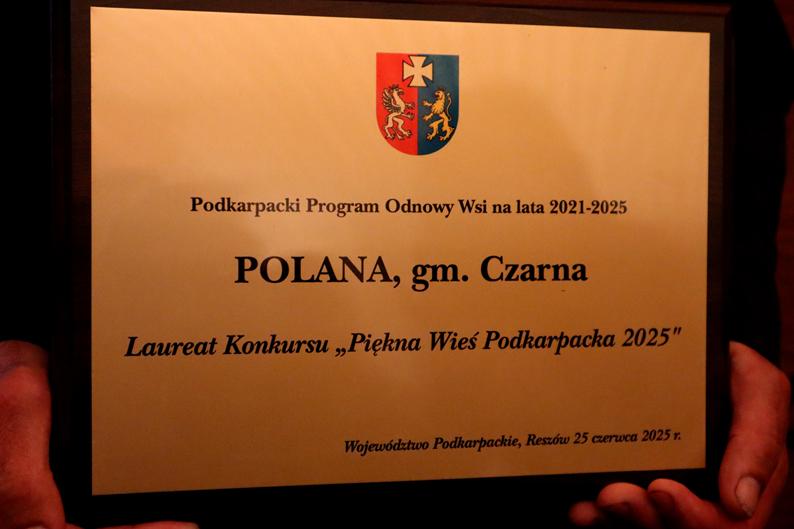 Podkarpacki Program Odnowy Wsi na lata 2021-2025
POLANA, gm. Czarna
Laureat Konkursu „Piękna Wieś Podkarpacka 2025"
Województwo Podkarpackie, Reszów 25 czerwca 2025 r.